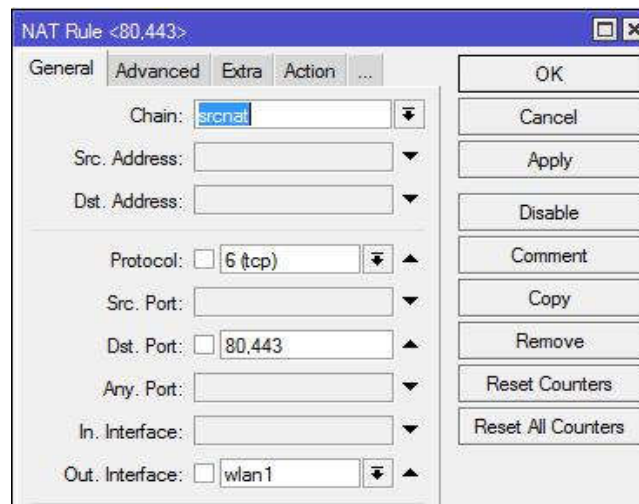 NAT Rule <80,443>
General Advanced Extra Action ...
Chain: srcnat
Src. Address:
Dst. Address:
Protocol: 6 (tcp)
Src. Port:
Dst. Port: 80,443
Any. Port:
In. Interface:
Out. Interface: wlan1
OK
Cancel
Apply
Disable
Comment
Copy
Remove
Reset Counters
Reset All Counters